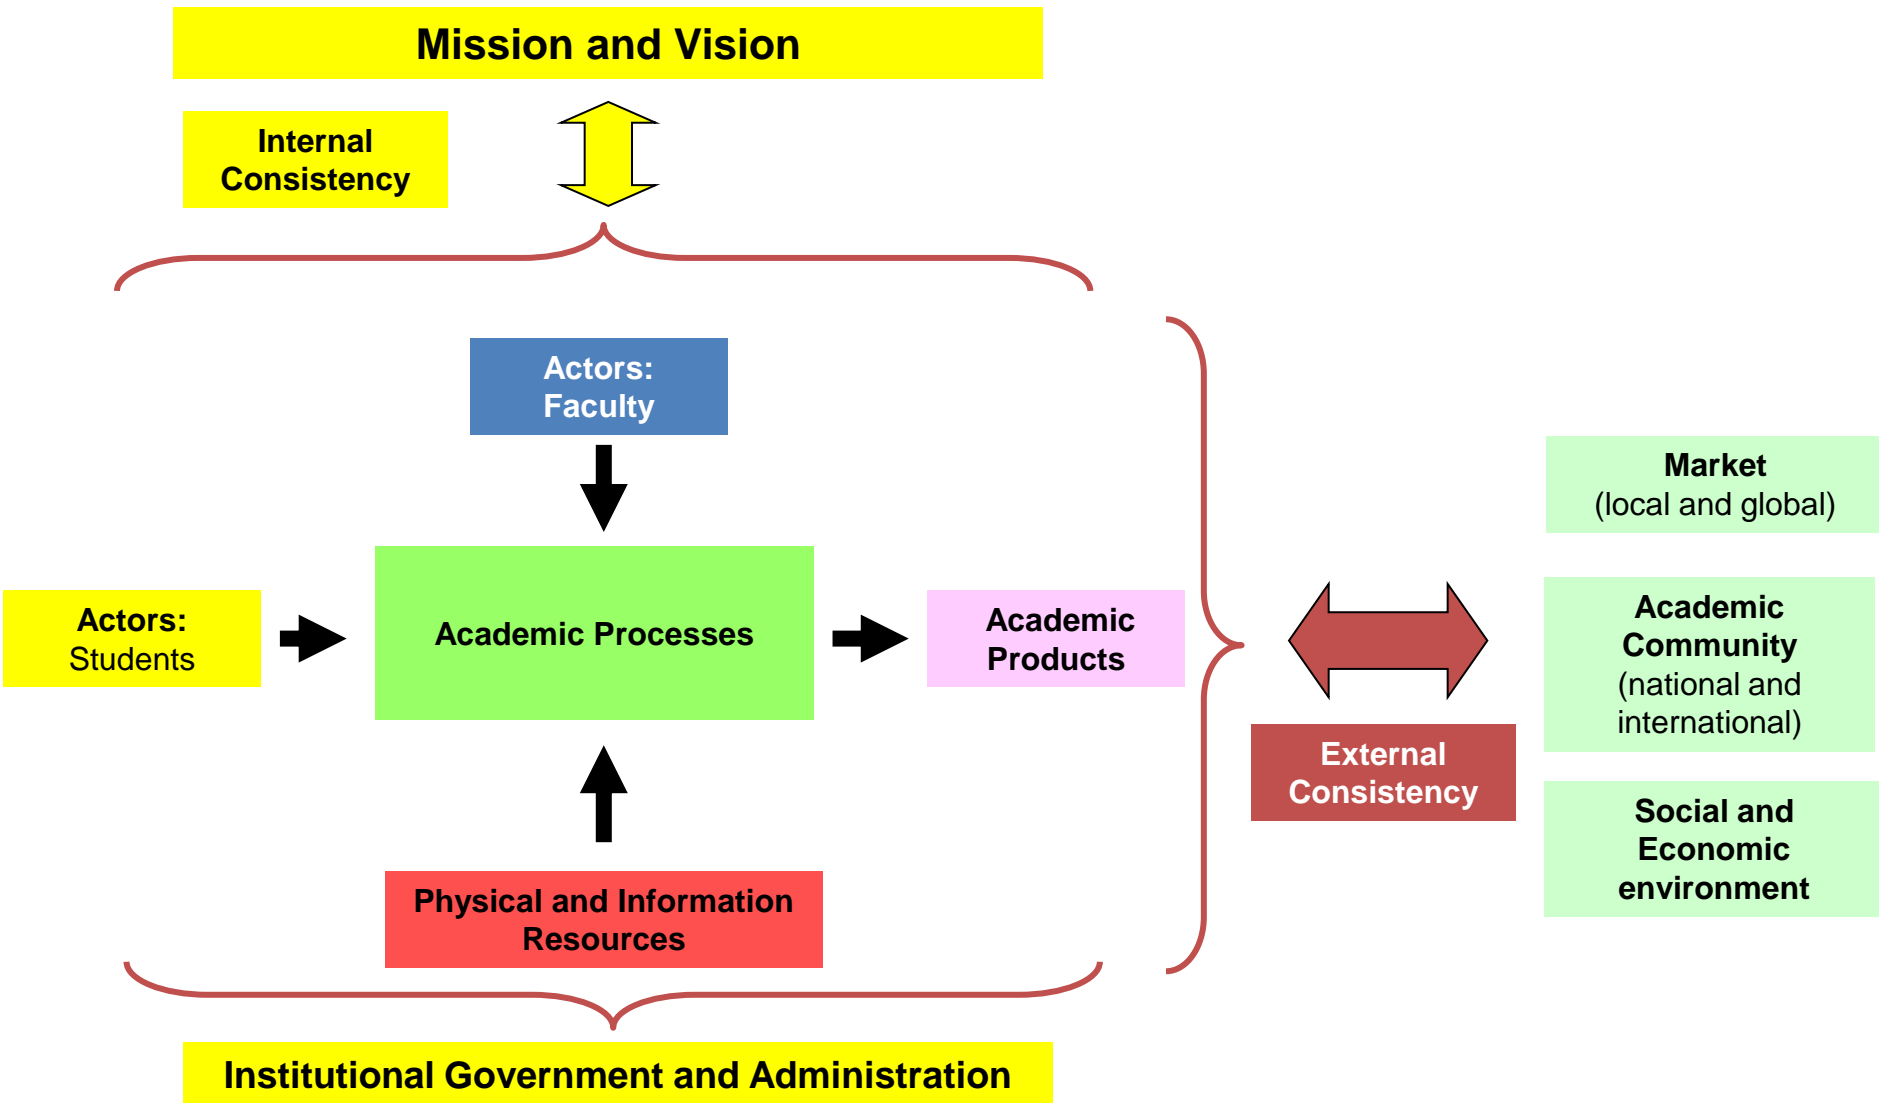 Mission and Vision
Internal
Consistency
Actors:
Faculty
Market
(local and global)
Actors:
Students
Academic Processes
Academic
Products
Academic
Community
(national and
international)
External
Consistency
Social and
Economic
environment
Physical and Information
Resources
Institutional Government and Administration